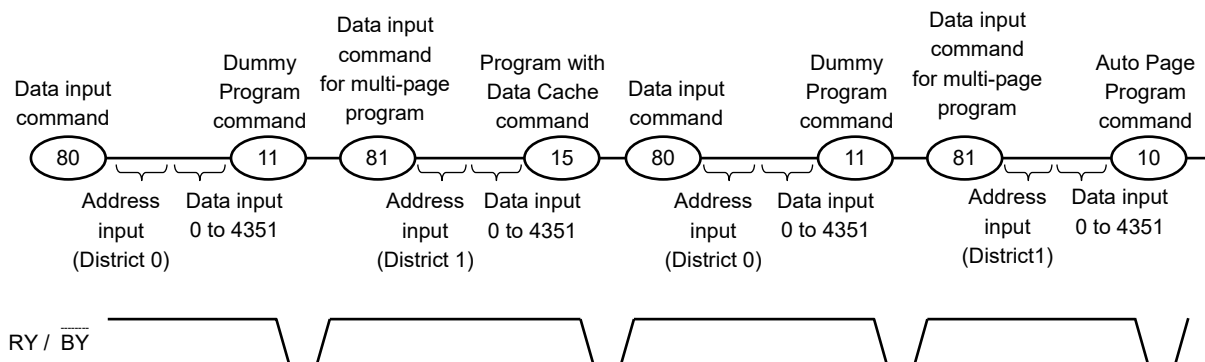 Data input
command
Dummy
Program
command
Data input
command
for multi-page
program
Program with
Data Cache
command
Data input
command
Dummy
Program
command
Data input
command
for multi-page
program
Auto Page
Program
command
80
11
81
15
80
11
81
10
Address
input
(District 0)
Data input
0 to 4351
Address
input
(District 1)
Data input
0 to 4351
Address
input
(District 0)
Data input
0 to 4351
Address
input
(District1)
Data input
0 to 4351
RY / BY